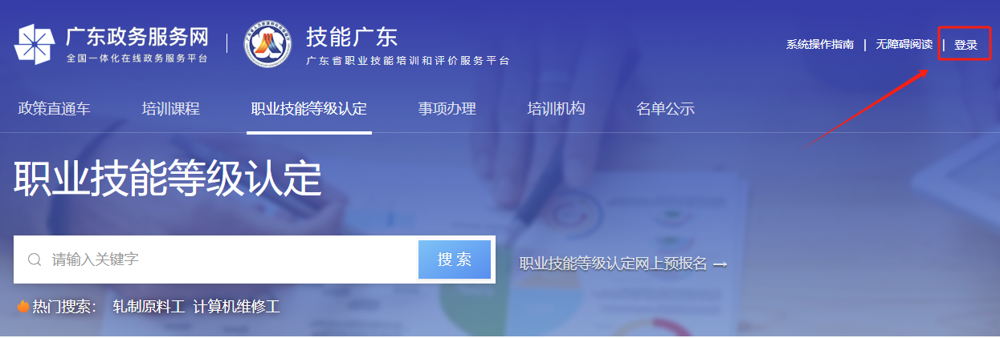 广东政务服务网
全国一体化在线政务服务平台
技能广东
广东省职业技能培训和评价服务平台
系统操作指南 | 无障碍阅读 | 登录
政策直通车 培训课程 职业技能等级认定 事项办理 培训机构 名单公示
职业技能等级认定
请输入关键字 搜索
职业技能等级认定网上预报名 →
热门搜索： 轧制原料工 计算机维修工